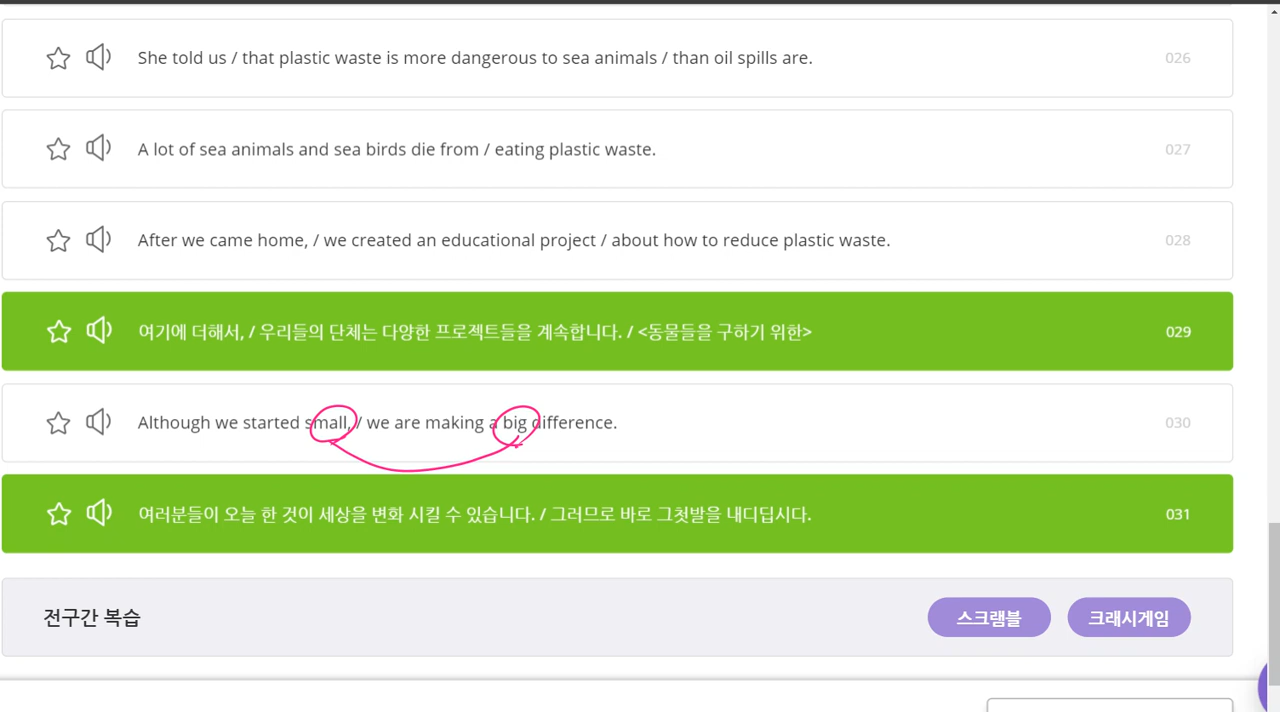 She told us / that plastic waste is more dangerous to sea animals / than oil spills are.
026
A lot of sea animals and sea birds die from / eating plastic waste.
027
After we came home, / we created an educational project / about how to reduce plastic waste.
028
여기에 더해서, / 우리들의 단체는 다양한 프로젝트들을 계속합니다. / <동물들을 구하기 위한>
029
Although we started small, / we are making a big difference.
030
여러분들이 오늘 한 것이 세상을 변화 시킬 수 있습니다. / 그러므로 바로 그첫발을 내디딥시다.
031
전구간 복습
스크램블
크래시게임